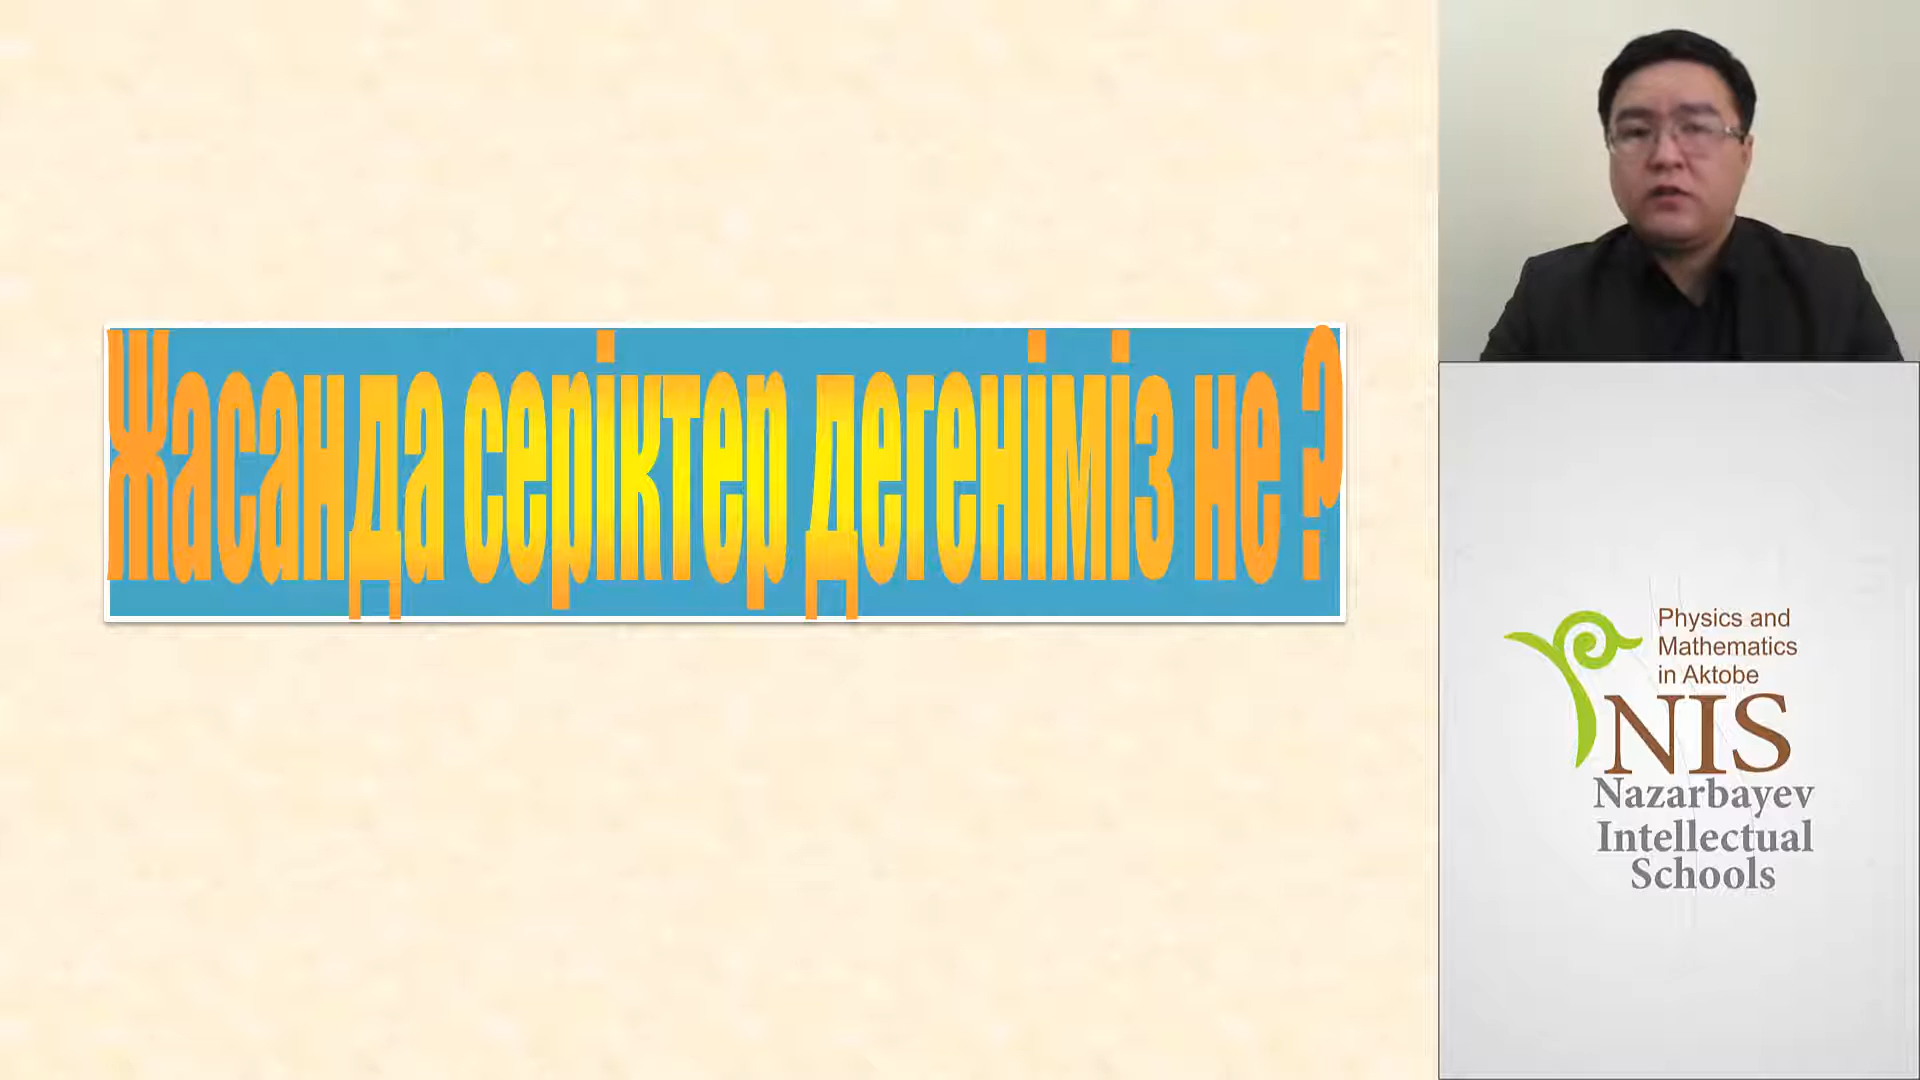 Жасанда серіктер дегеніміз не ?
Physics and
Mathematics
in Aktobe
NIS
Nazarbayev
Intellectual
Schools